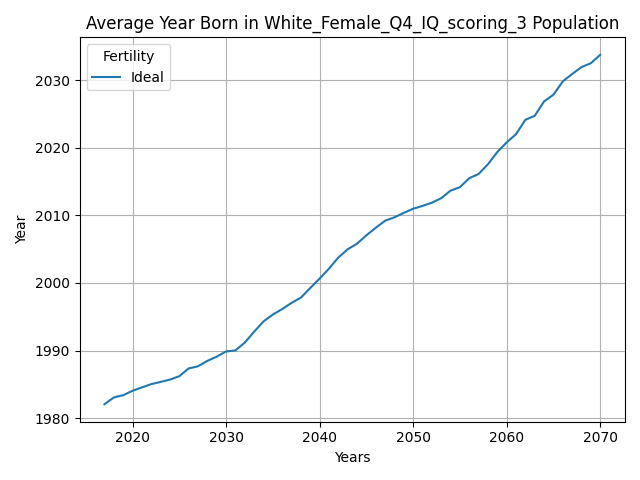 Average Year Born in White_Female_Q4_IQ_scoring_3 Population
Fertility
Ideal
2030
2020
2010
2000
1990
1980
Year
2020 2030 2040 2050 2060 2070
Years